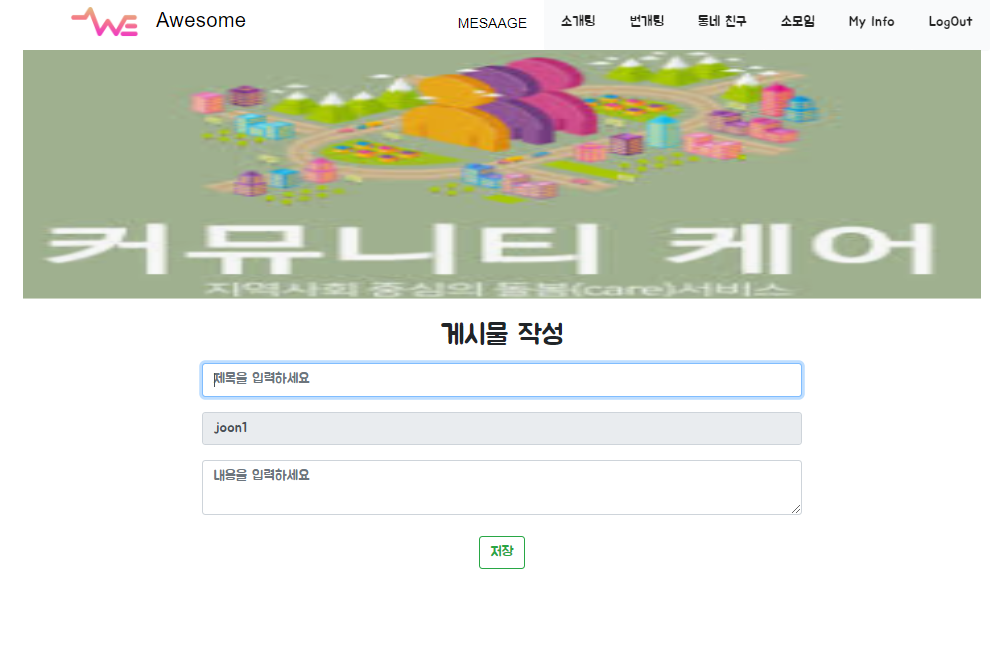 WE Awesome MESAAGE 소개팅 번개팅 동네 친구 소모임 My Info LogOut
커뮤니티 케어
지역사회 중심의 돌봄(care)서비스
게시물 작성
제목을 입력하세요
joon1
내용을 입력하세요
저장